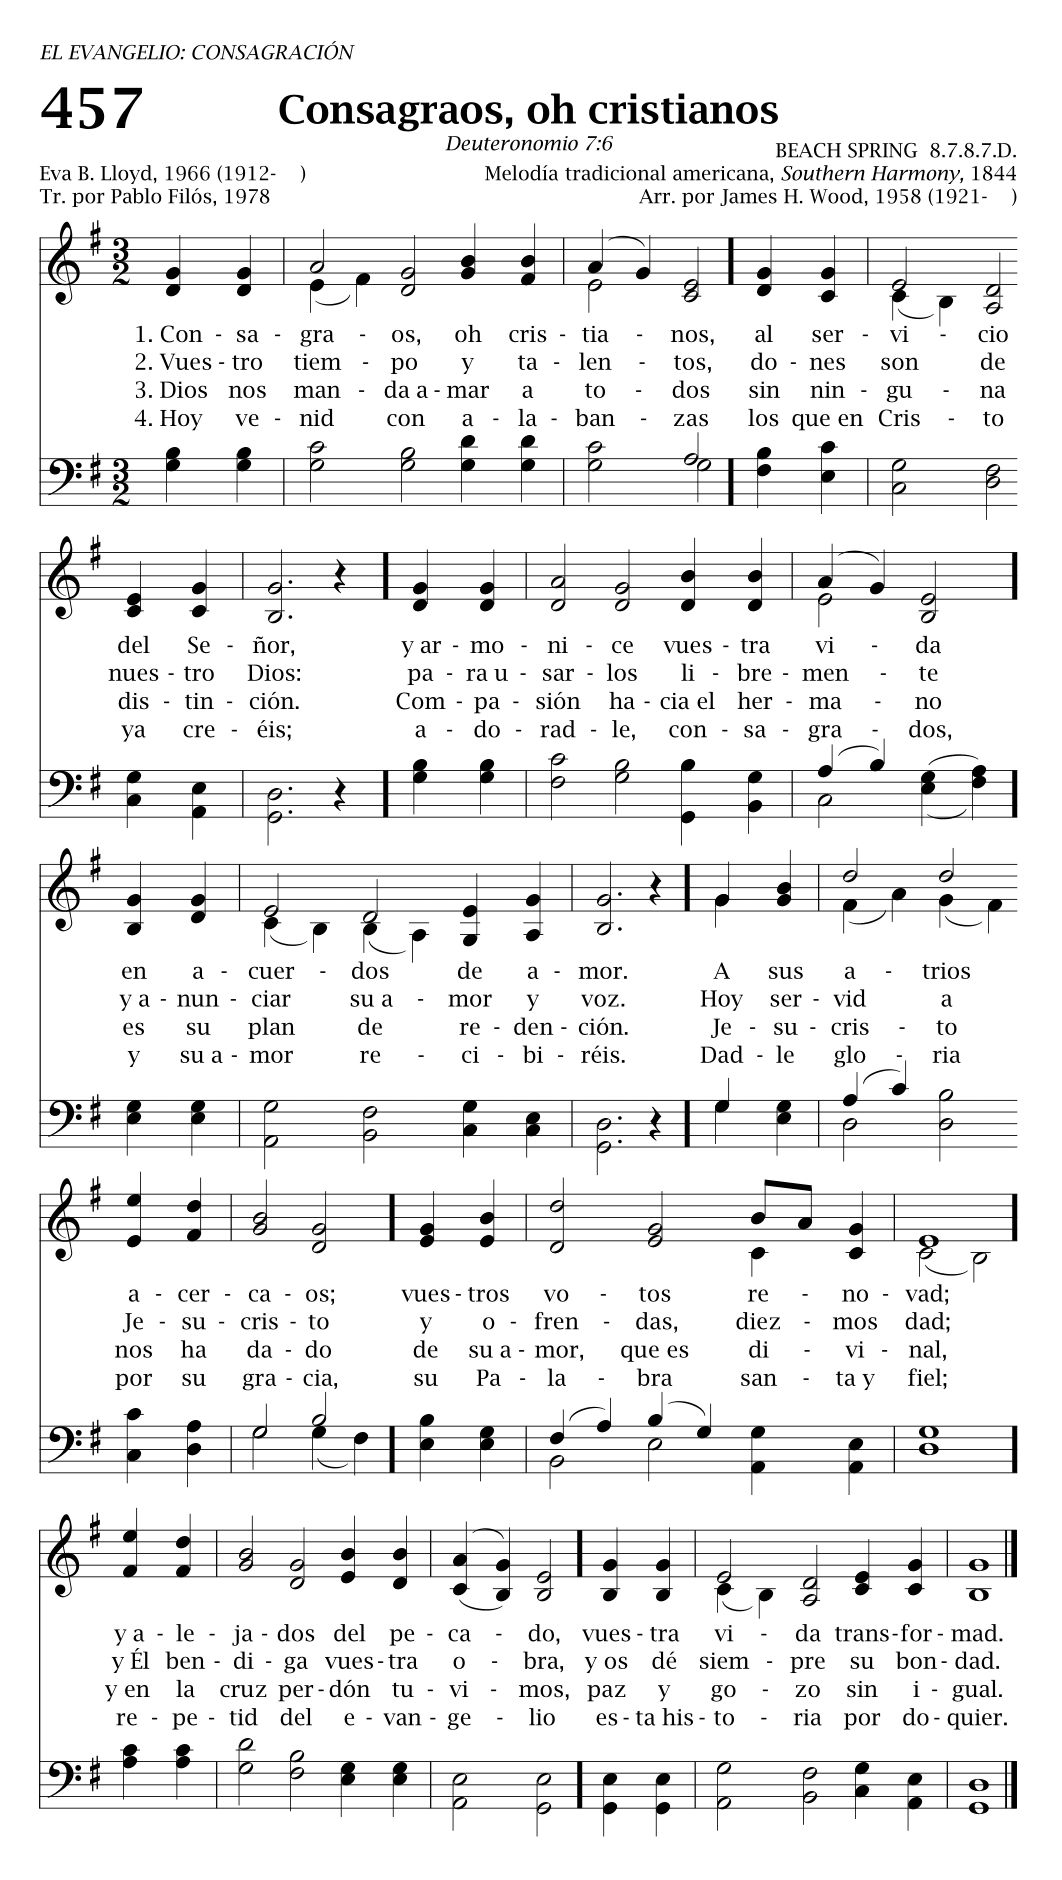 EL EVANGELIO: CONSAGRACIÓN
457 Consagraos, oh cristianos
Deuteronomio 7:6
BEACH SPRING 8.7.8.7.D.
Eva B. Lloyd, 1966 (1912- ) Melodía tradicional americana, Southern Harmony, 1844
Tr. por Pablo Filós, 1978 Arr. por James H. Wood, 1958 (1921- )
3 2
1. Con - sa - gra - os, oh cris - tia - nos, al ser - vi - cio
2. Vues - tro tiem - po y ta - len - tos, do - nes son de
3. Dios nos man - da a - mar a to - dos sin nin - gu - na
4. Hoy ve - nid con a - la - ban - zas los que en Cris - to
3 2
del Se - ñor, y ar - mo - ni - ce vues - tra vi - da
nues - tro Dios: pa - ra u - sar - los li - bre - men - te
dis - tin - ción. Com - pa - sión ha - cia el her - ma - no
ya cre - éis; a - do - rad - le, con - sa - gra - dos,
en a - cuer - dos de a - mor. A sus a - trios
y a - nun - ciar su a - mor y voz. Hoy ser - vid a
es su plan de re - den - ción. Je - su - cris - to
y su a - mor re - ci - bi - réis. Dad - le glo - ria
a - cer - ca - os; vues - tros vo - tos re - no - vad;
Je - su - cris - to y o - fren - das, diez - mos dad;
nos ha da - do de su a - mor, que es di - vi - nal,
por su gra - cia, su Pa - la - bra san - ta y fiel;
y a - le - ja - dos del pe - ca - do, vues - tra vi - da trans - for - mad.
y Él ben - di - ga vues - tra o - bra, y os dé siem - pre su bon - dad.
y en la cruz per - dón tu - vi - mos, paz y go - zo sin i - gual.
re - pe - tid del e - van - ge - lio es - ta his - to - ria por do - quier.